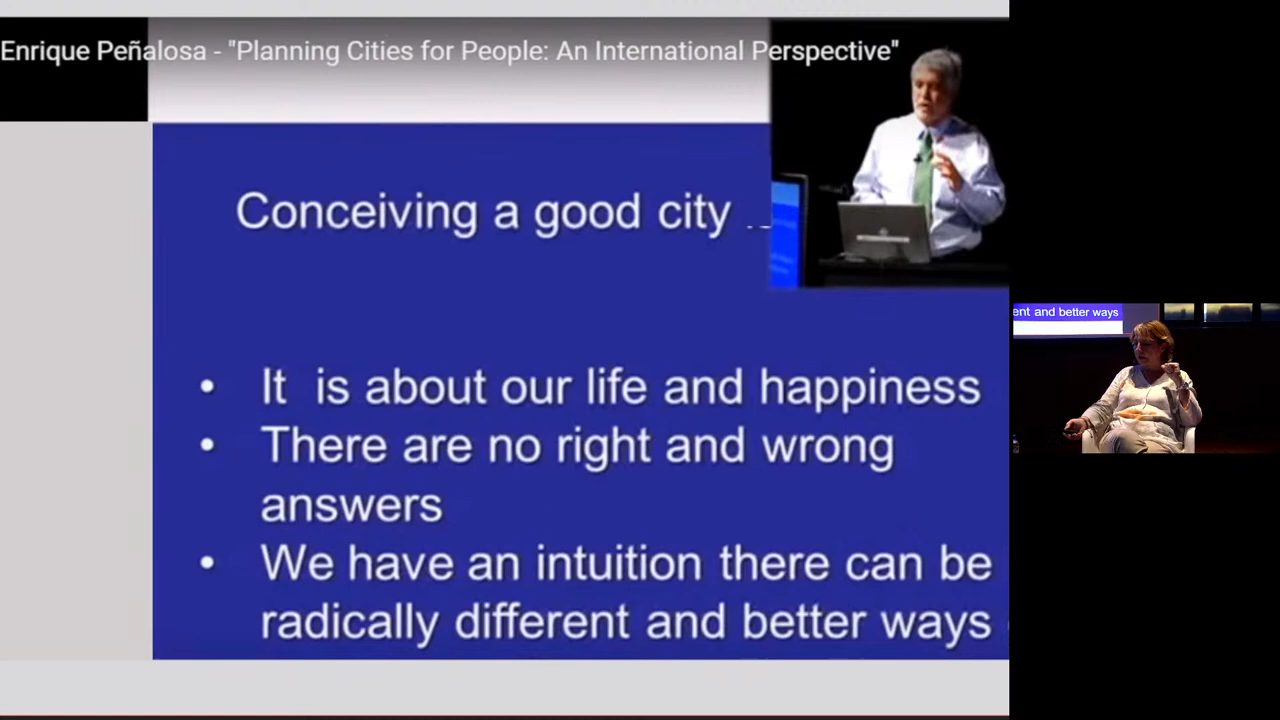 Enrique Peñalosa - "Planning Cities for People: An International Perspective"
Conceiving a good city
• It is about our life and happiness
• There are no right and wrong
answers
• We have an intuition there can be
radically different and better ways
ent and better ways